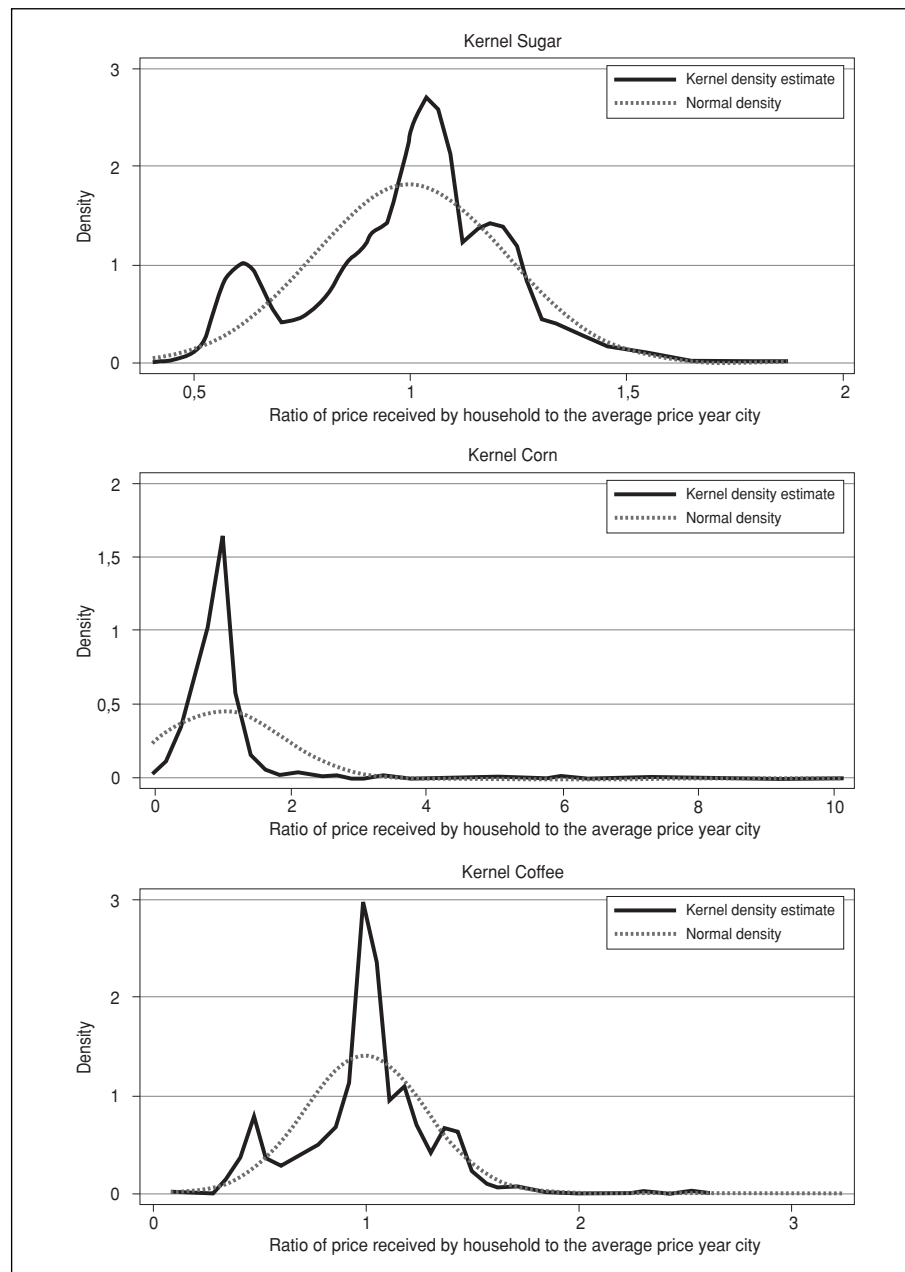 Kernel Sugar
3
2
1
0
Density
Kernel density estimate
Normal density
0,5
1
1,5
2
Ratio of price received by household to the average price year city
Kernel Corn
2
1,5
1
0,5
0
Density
Kernel density estimate
Normal density
0
2
4
6
8
10
Ratio of price received by household to the average price year city
Kernel Coffee
3
2
1
0
Density
Kernel density estimate
Normal density
0
1
2
3
Ratio of price received by household to the average price year city